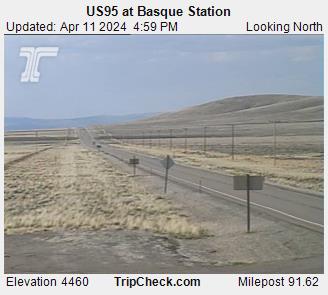 US95 at Basque Station
Updated: Apr 11 2024 4:59 PM Looking North
Elevation 4460 TripCheck.com Milepost 91.62